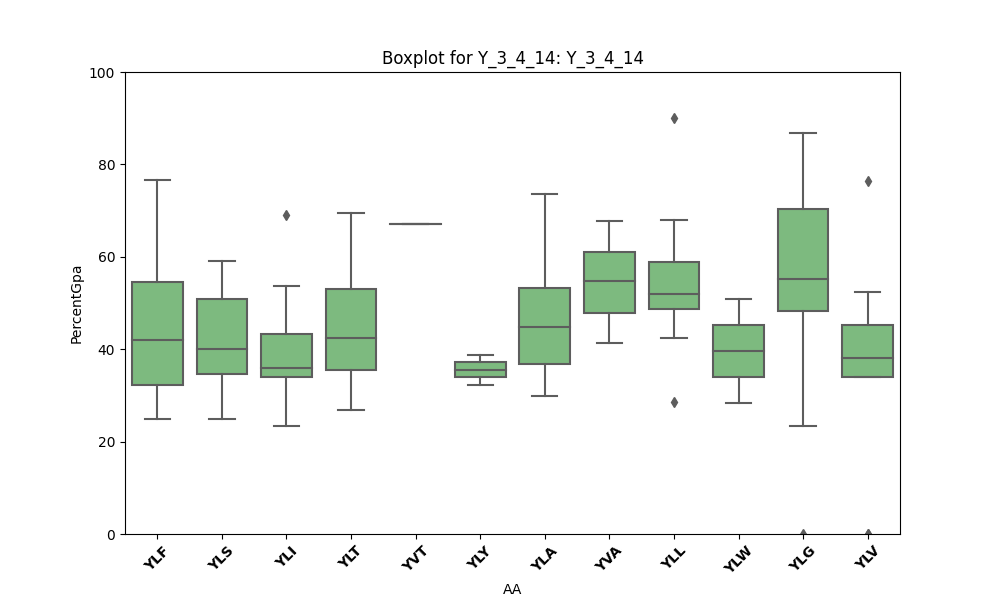 Boxplot for Y_3_4_14: Y_3_4_14
PercentGpa
100
80
60
40
20
0
YLF YLS YLI YLT YVT YLY YLA YVA YLL YLW YLG YLV
AA